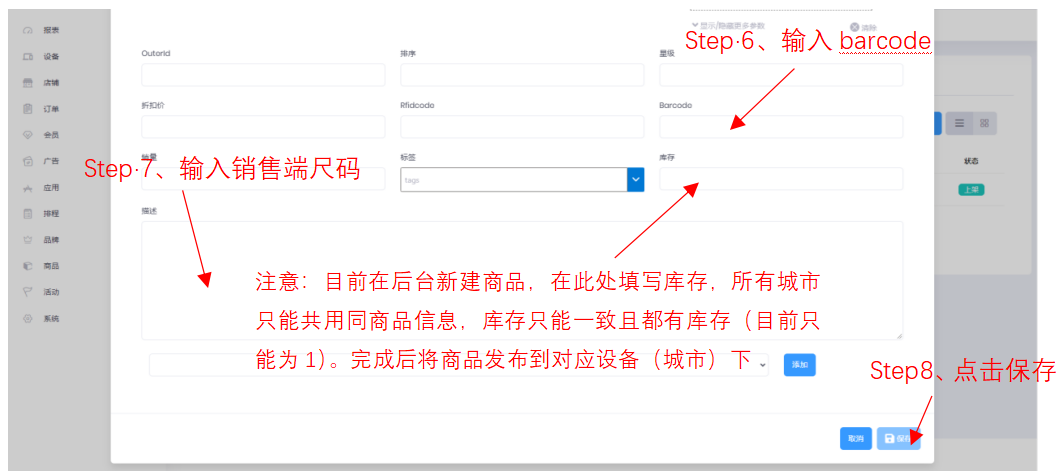 显示/隐藏更多参数
清除
Step·6、输入 barcode
报表
设备
店铺
订单
会员
广告
应用
排程
品牌
商品
活动
系统
OuterId
排序
星级
折扣价
Rfidcode
Barcode
销量
标签
库存
tags
Step·7、输入销售端尺码
描述
状态
上架
注意：目前在后台新建商品，在此处填写库存，所有城市
只能共用同商品信息，库存只能一致且都有库存（目前只
能为 1）。完成后将商品发布到对应设备（城市）下
添加
Step8、点击保存
取消
保存